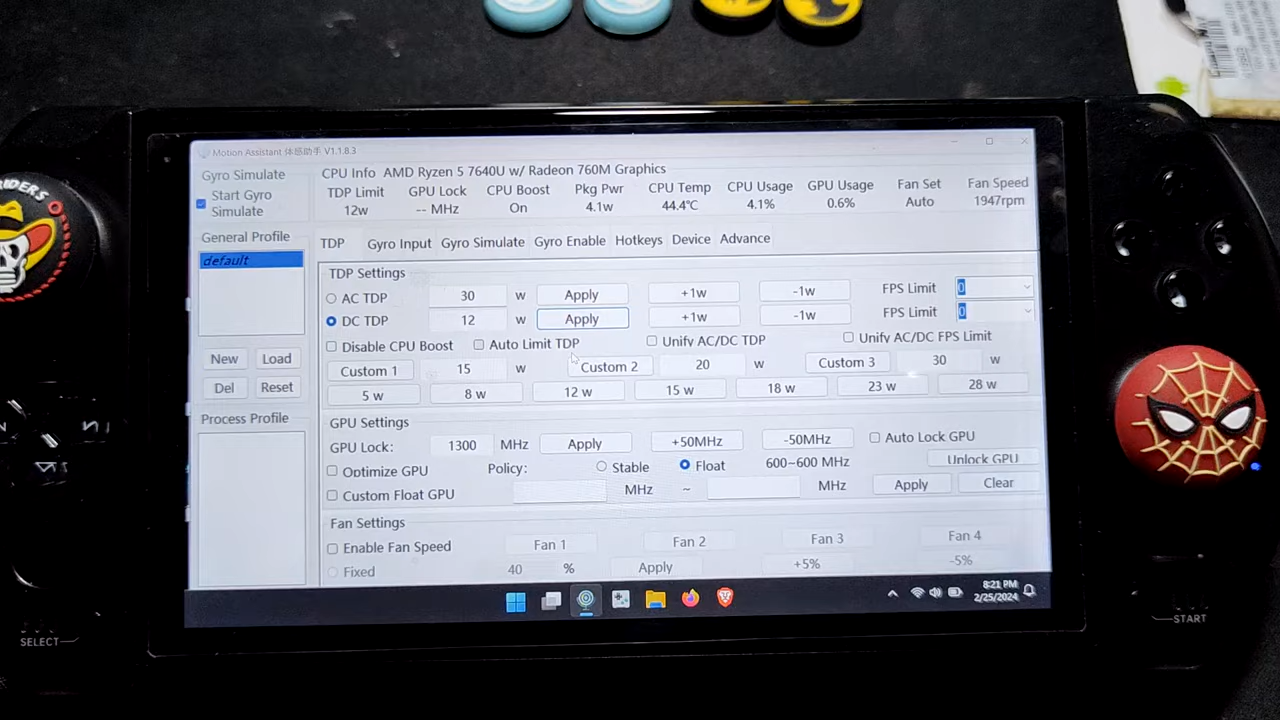 RIDERS
Motion Assistant 体感助手 V1.1.8.3
Gyro Simulate
Start Gyro
Simulate
General Profile
default
New Load
Del Reset
Process Profile
CPU Info AMD Ryzen 5 7640U w/ Radeon 760M Graphics
TDP Limit GPU Lock CPU Boost Pkg Pwr CPU Temp CPU Usage GPU Usage Fan Set Fan Speed
12w -- MHz On 4.1w 44.4℃ 4.1% 0.6% Auto 1947rpm
TDP Gyro Input Gyro Simulate Gyro Enable Hotkeys Device Advance
TDP Settings
AC TDP 30 w Apply +1w -1w FPS Limit 0
DC TDP 12 w Apply +1w -1w FPS Limit 0
Disable CPU Boost Auto Limit TDP Unify AC/DC TDP Unify AC/DC FPS Limit
Custom 1 15 w Custom 2 20 w Custom 3 30 w
5 w 8 w 12 w 15 w 18 w 23 w 28 w
GPU Settings
GPU Lock: 1300 MHz Apply +50MHz -50MHz Auto Lock GPU
Optimize GPU Policy: Stable Float 600~600 MHz Unlock GPU
Custom Float GPU MHz ~ MHz Apply Clear
Fan Settings
Enable Fan Speed Fan 1 Fan 2 Fan 3 Fan 4
Fixed 40 % Apply +5% -5%
8:21 PM
2/25/2024
SELECT
START